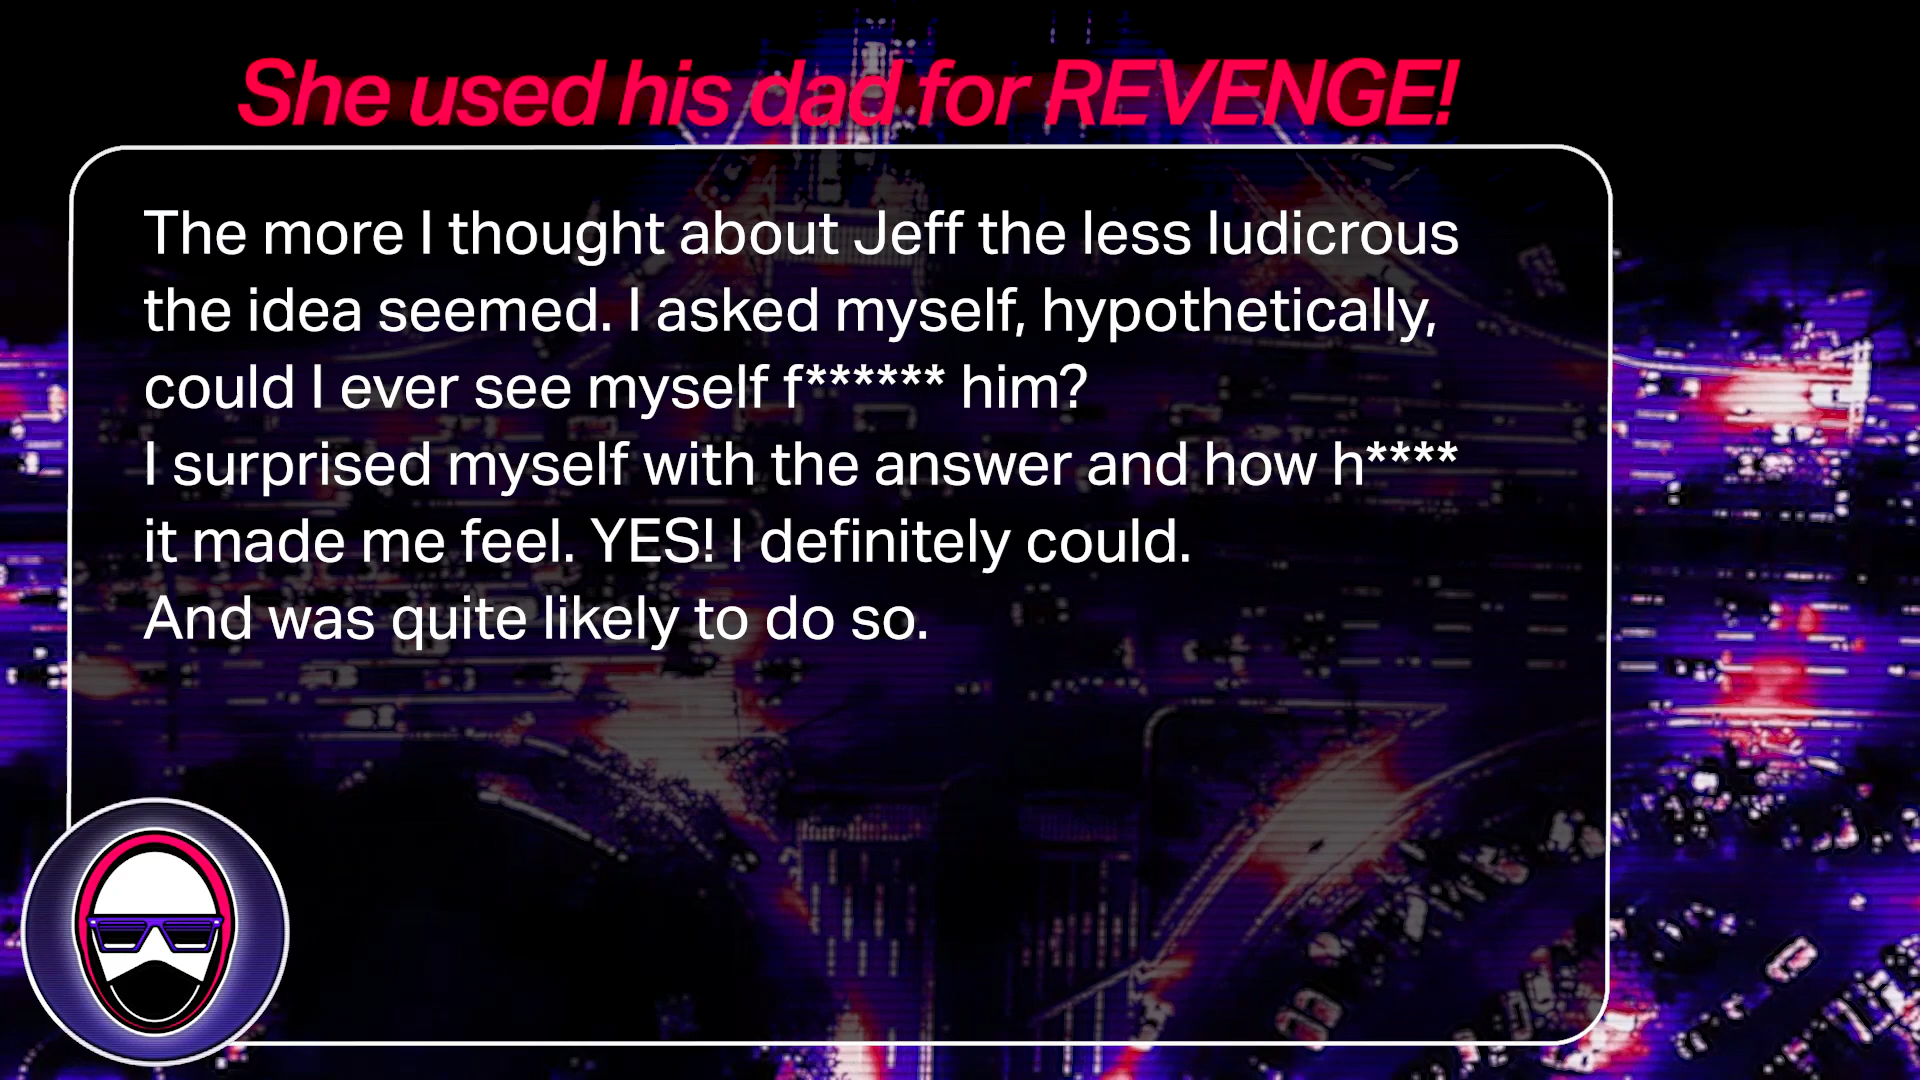 She used his dad for REVENGE!
The more I thought about Jeff the less ludicrous
the idea seemed. I asked myself, hypothetically,
could I ever see myself f****** him?
I surprised myself with the answer and how h****
it made me feel. YES! I definitely could.
And was quite likely to do so.